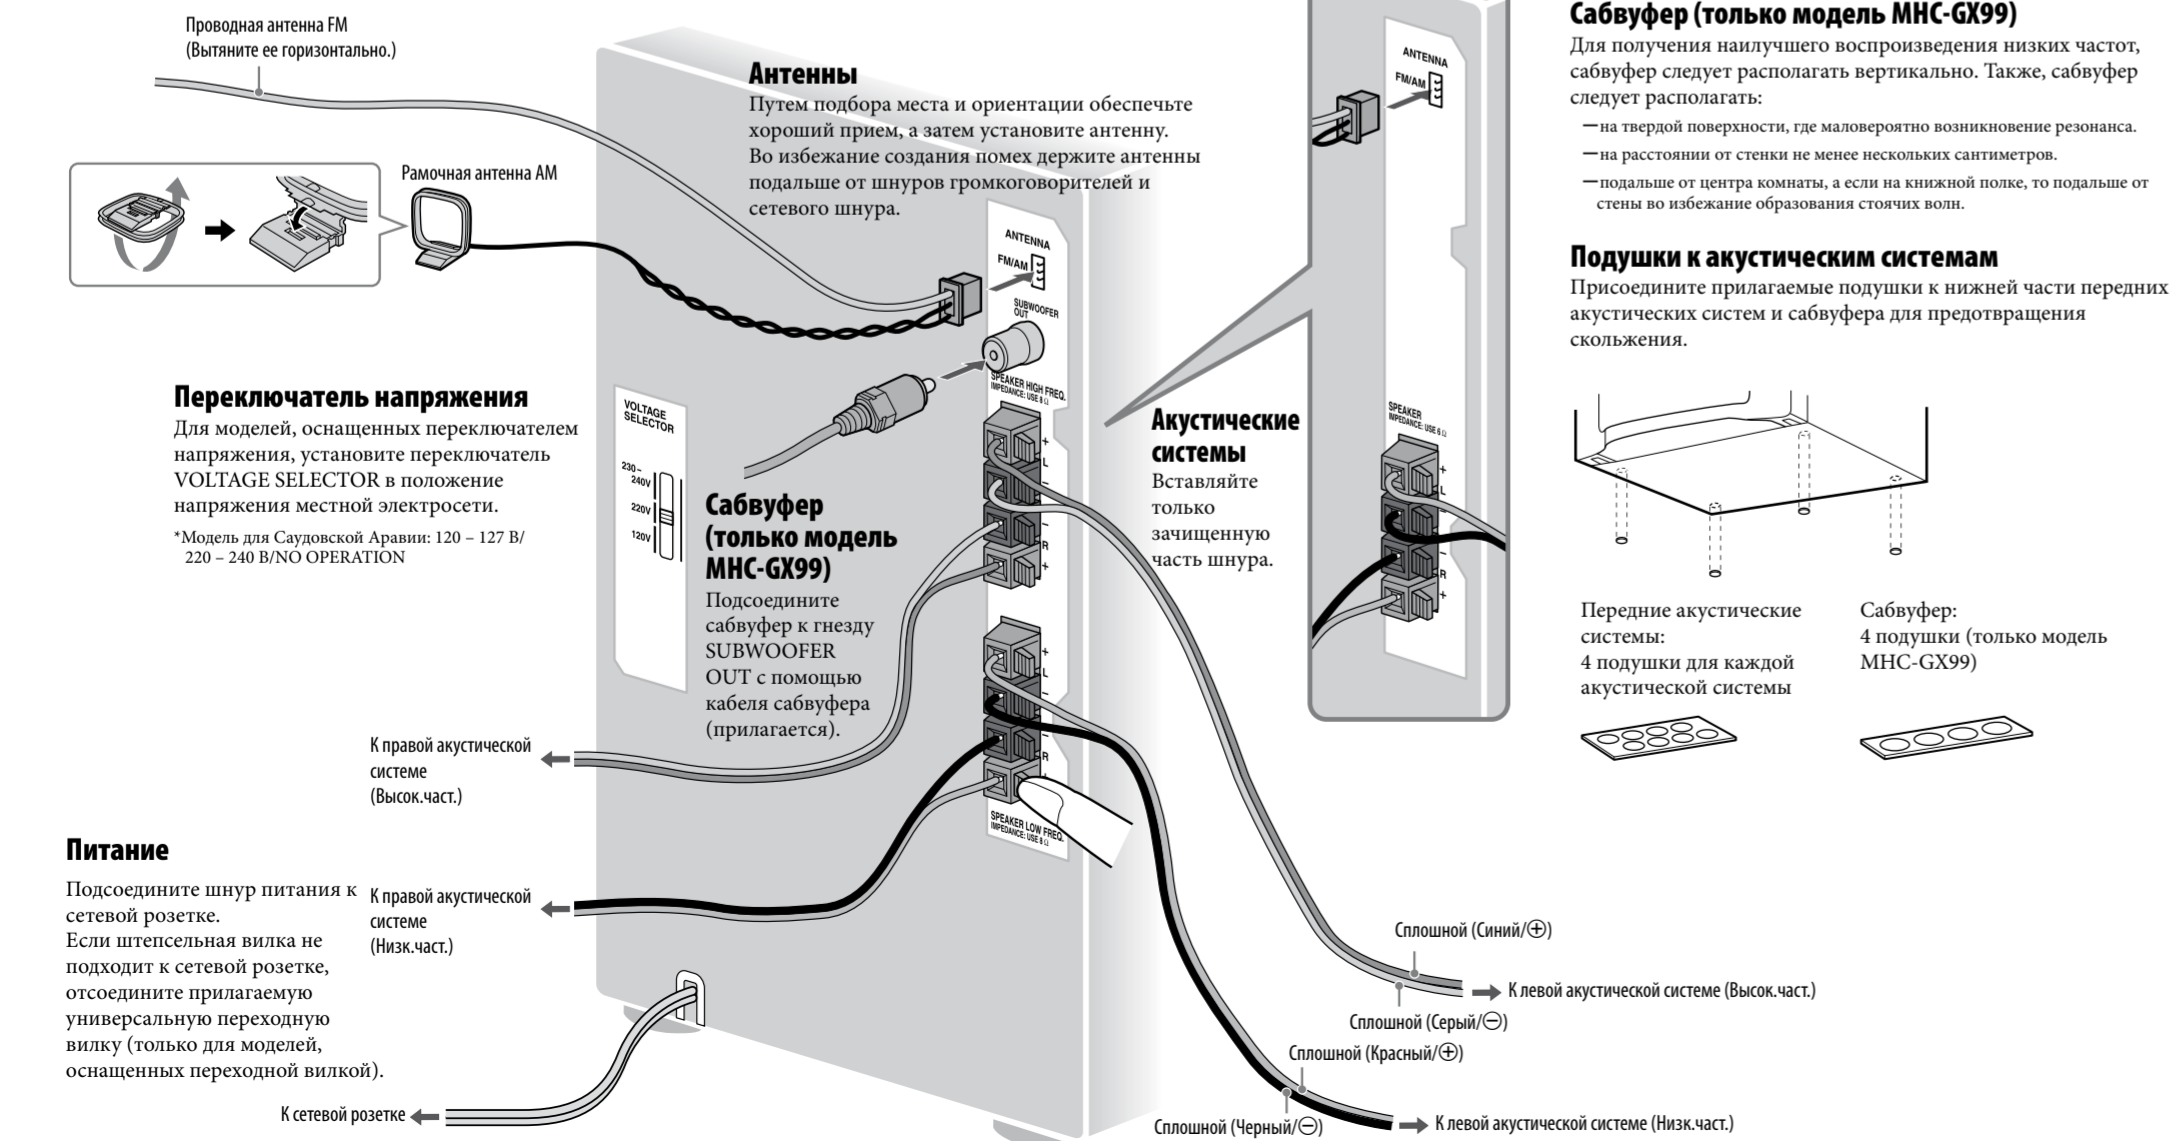 Проводная антенна FM
(Вытяните ее горизонтально.)
Рамочная антенна AM
Антенны
Путем подбора места и ориентации обеспечьте
хороший прием, а затем установите антенну.
Во избежание создания помех держите антенны
подальше от шнуров громкоговорителей и
сетевого шнура.
ANTENNA
FM/AM
SUBWOOFER
OUT
SPEAKER HIGH FREQ.
IMPEDANCE: USE 8 Ω
+
L
−
−
R
+
+
L
−
−
R
+
SPEAKER LOW FREQ.
IMPEDANCE: USE 8 Ω
Переключатель напряжения
Для моделей, оснащенных переключателем
напряжения, установите переключатель
VOLTAGE SELECTOR в положение
напряжения местной электросети.
*Модель для Саудовской Аравии: 120 – 127 В/
220 – 240 В/NO OPERATION
VOLTAGE
SELECTOR
230–
240V
220V
120V
Сабвуфер
(только модель
MHC-GX99)
Подсоедините
сабвуфер к гнезду
SUBWOOFER
OUT с помощью
кабеля сабвуфера
(прилагается).
Акустические
системы
Вставляйте
только
зачищенную
часть шнура.
ANTENNA
FM/AM
SPEAKER
IMPEDANCE: USE 6 Ω
+
L
−
−
R
+
К правой акустической
системе
(Высок.част.)
Питание
Подсоедините шнур питания к
сетевой розетке.
Если штепсельная вилка не
подходит к сетевой розетке,
отсоедините прилагаемую
универсальную переходную
вилку (только для моделей,
оснащенных переходной вилкой).
К правой акустической
системе
(Низк.част.)
К сетевой розетке
Сплошной (Синий/⊕)
К левой акустической системе (Высок.част.)
Сплошной (Серый/⊖)
Сплошной (Красный/⊕)
Сплошной (Черный/⊖)
К левой акустической системе (Низк.част.)
Сабвуфер (только модель MHC-GX99)
Для получения наилучшего воспроизведения низких частот,
сабвуфер следует располагать вертикально. Также, сабвуфер
следует располагать:
—на твердой поверхности, где маловероятно возникновение резонанса.
—на расстоянии от стенки не менее нескольких сантиметров.
—подальше от центра комнаты, а если на книжной полке, то подальше от
стены во избежание образования стоячих волн.
Подушки к акустическим системам
Присоедините прилагаемые подушки к нижней части передних
акустических систем и сабвуфера для предотвращения
скольжения.
Передние акустические
системы:
4 подушки для каждой
акустической системы
Сабвуфер:
4 подушки (только модель
MHC-GX99)